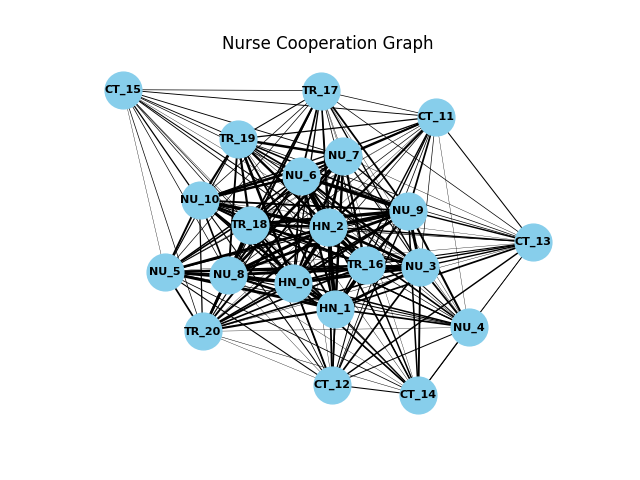 Nurse Cooperation Graph
CT_15
TR_17
CT_11
TR_19
NU_7
NU_6
NU_10
NU_9
TR_18
HN_2
CT_13
TR_16
NU_3
NU_5
NU_8
HN_0
HN_1
NU_4
TR_20
CT_12
CT_14